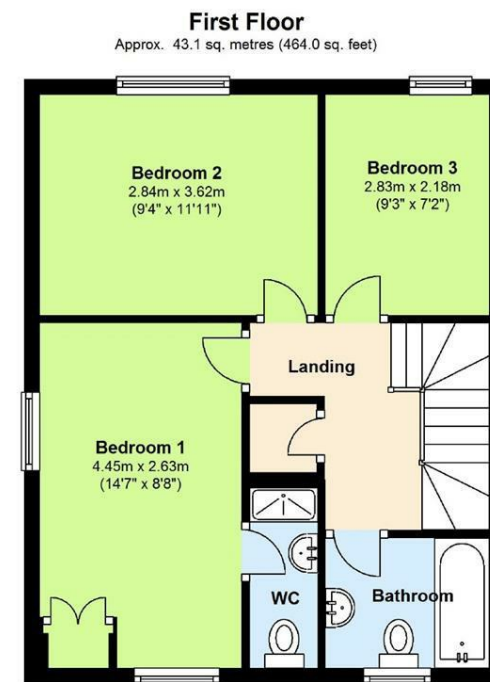 First Floor
Approx. 43.1 sq. metres (464.0 sq. feet)
Bedroom 2
2.84m x 3.62m
(9'4" x 11'11")
Bedroom 3
2.83m x 2.18m
(9'3" x 7'2")
Landing
Bedroom 1
4.45m x 2.63m
(14'7" x 8'8")
WC
Bathroom